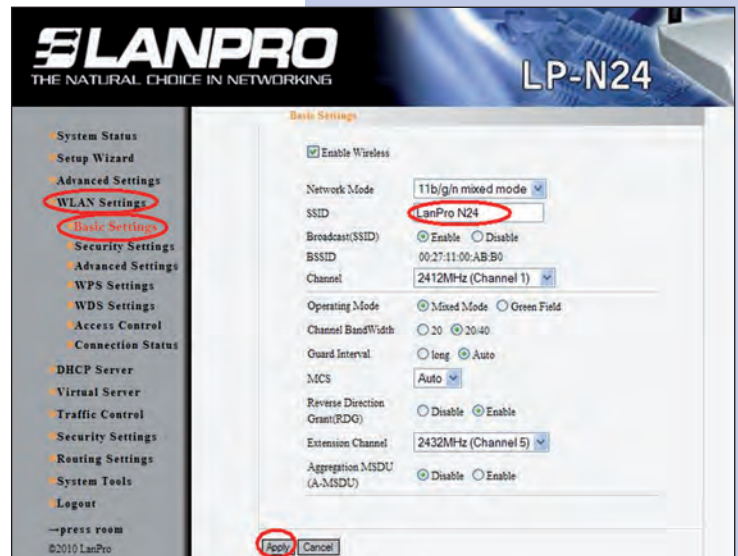 LANPRO
THE NATURAL CHOICE IN NETWORKING
LP-N24
System Status
Setup Wizard
Advanced Settings
WLAN Settings
Basic Settings
Security Settings
Advanced Settings
WPS Settings
WDS Settings
Access Control
Connection Status
DHCP Server
Virtual Server
Traffic Control
Security Settings
Routing Settings
System Tools
Logout
→press room
©2010 LanPro
Basic Settings
Enable Wireless
Network Mode 11b/g/n mixed mode
SSID LanPro N24
Broadcast(SSID) Enable Disable
BSSID 00:27:11:00:AB:B0
Channel 2412MHz (Channel 1)
Operating Mode Mixed Mode Green Field
Channel BandWidth 20 20/40
Guard Interval long Auto
MCS Auto
Reverse Direction
Grant(RDG) Disable Enable
Extension Channel 2432MHz (Channel 5)
Aggregation MSDU
(A-MSDU) Disable Enable
Apply Cancel